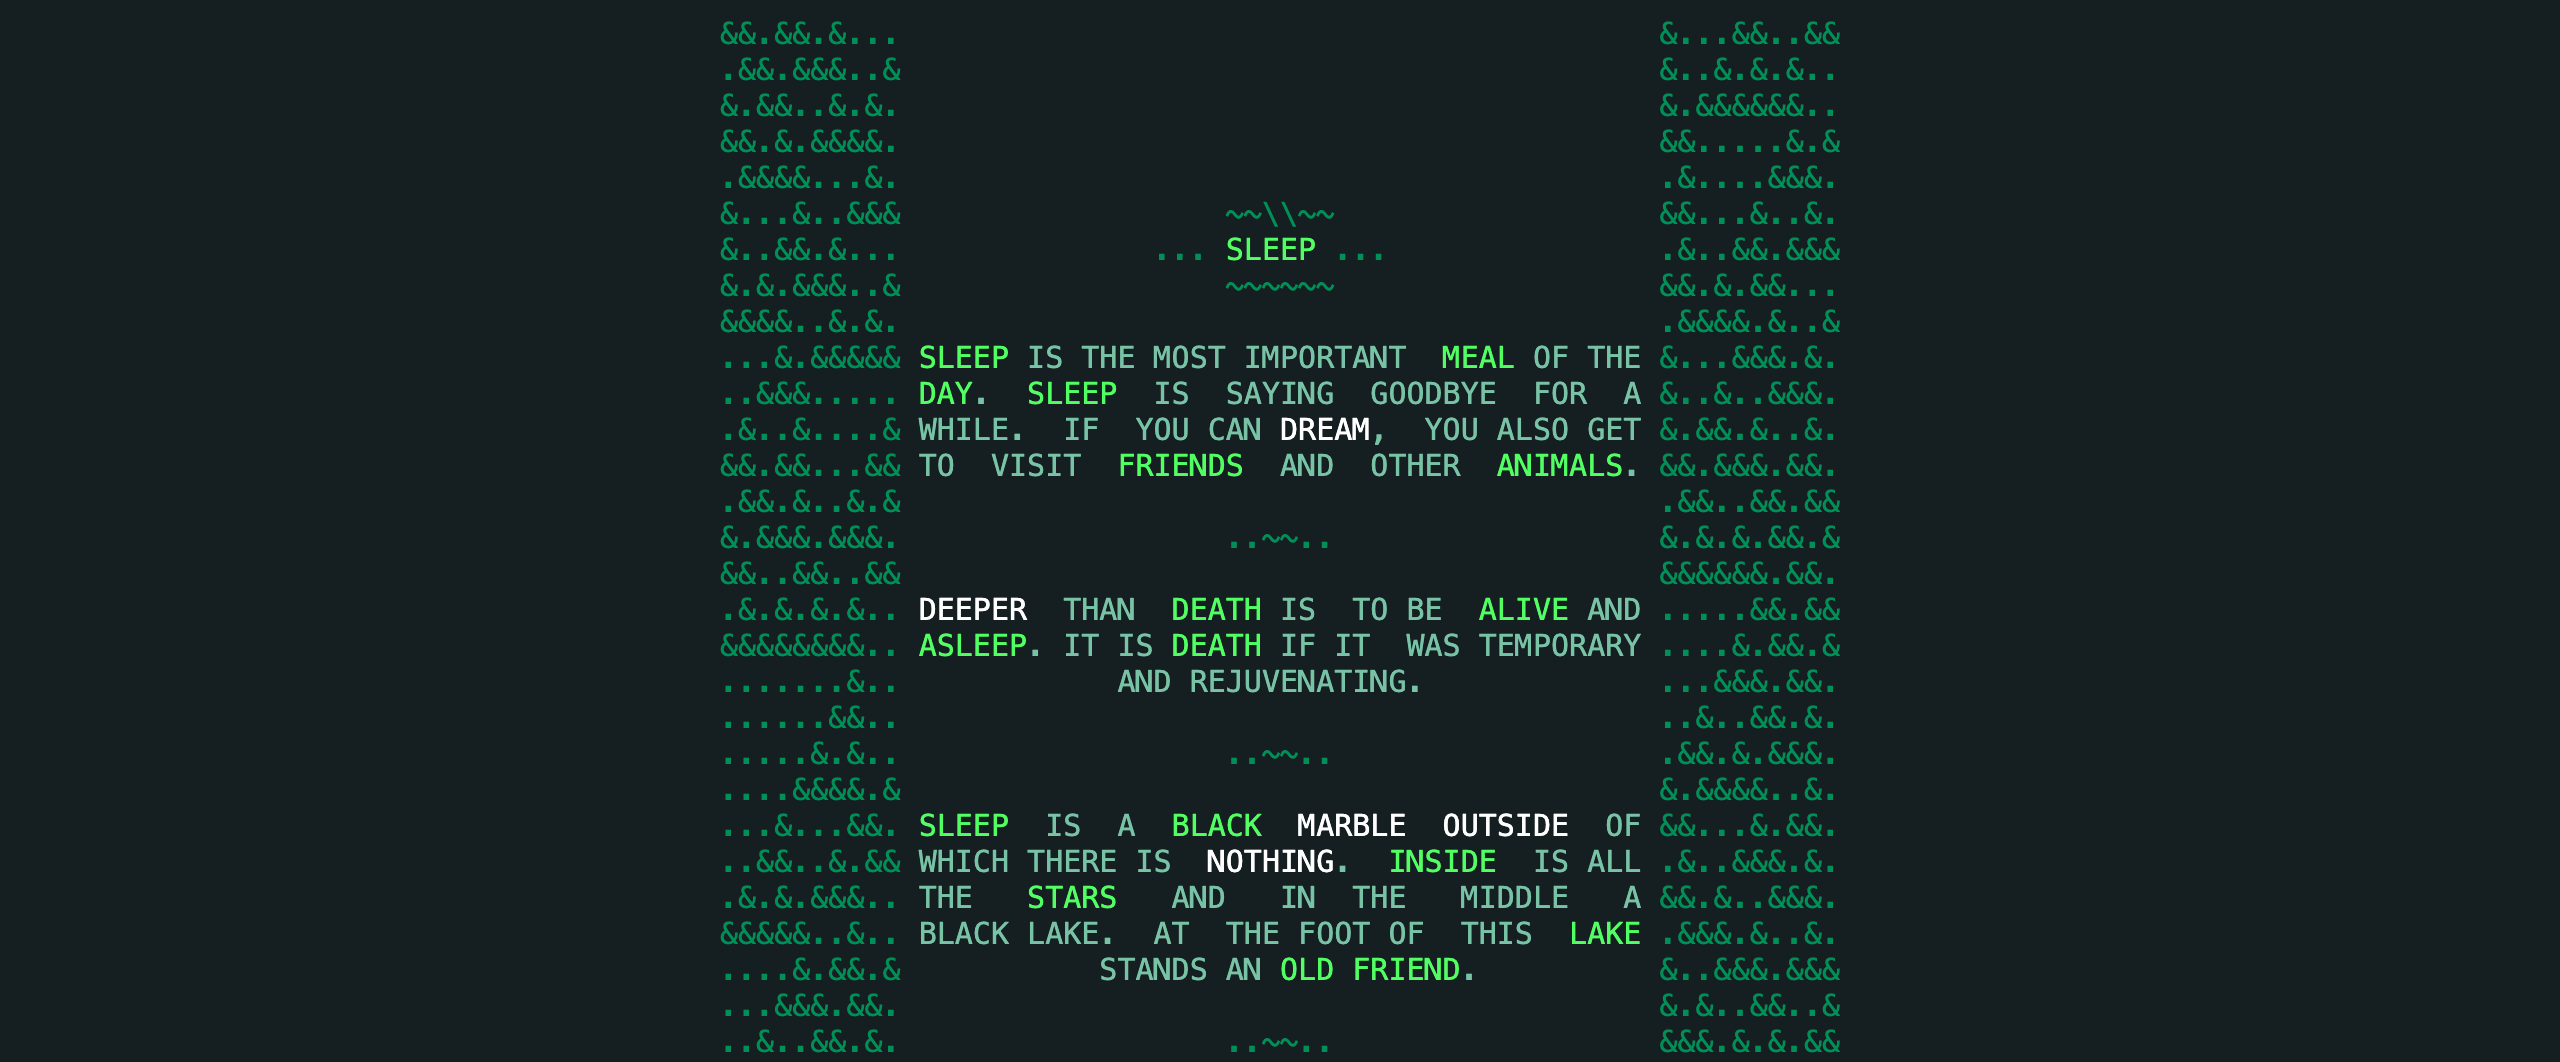 &&.&&.&... &...&&..&&
.&&.&&&..& &..&.&.&..
&.&&..&.&. &.&&&&&&..
&&.&.&&&&. &&.....&.&
.&&&&...&. .&....&&&.
&...&..&&& ~~\\~~ &&...&..&.
&..&&.&... ... SLEEP ... .&..&&.&&&
&.&.&&&..& ~~~~~~ &&.&.&&...
&&&&..&.&. .&&&&.&..&
...&.&&&&& SLEEP IS THE MOST IMPORTANT MEAL OF THE &...&&&.&.
..&&&..... DAY. SLEEP IS SAYING GOODBYE FOR A &..&..&&&.
.&..&....& WHILE. IF YOU CAN DREAM, YOU ALSO GET &.&&.&..&.
&&.&&...&& TO VISIT FRIENDS AND OTHER ANIMALS. &&.&&&.&&.
.&&.&..&.& .&&..&&.&&
&.&&&.&&&. ..~~.. &.&.&.&&.&
&&..&&..&& &&&&&&.&&.
.&.&.&.&.. DEEPER THAN DEATH IS TO BE ALIVE AND .....&&.&&
&&&&&&&&.. ASLEEP. IT IS DEATH IF IT WAS TEMPORARY ....&.&&.&
.......&.. AND REJUVENATING. ...&&&.&&.
......&&.. ..&..&&.&.
.....&.&.. ..~~.. .&&.&.&&&.
....&&&&.& &.&&&&..&.
...&...&&. SLEEP IS A BLACK MARBLE OUTSIDE OF &&...&.&&.
..&&..&.&& WHICH THERE IS NOTHING. INSIDE IS ALL .&..&&&.&.
.&.&.&&&.. THE STARS AND IN THE MIDDLE A &&.&..&&&.
&&&&&..&.. BLACK LAKE. AT THE FOOT OF THIS LAKE .&&&.&..&.
....&.&&.& STANDS AN OLD FRIEND. &..&&&.&&&
...&&&.&&. &.&..&&..&
..&..&&.&. ..~~.. &&&.&.&.&&